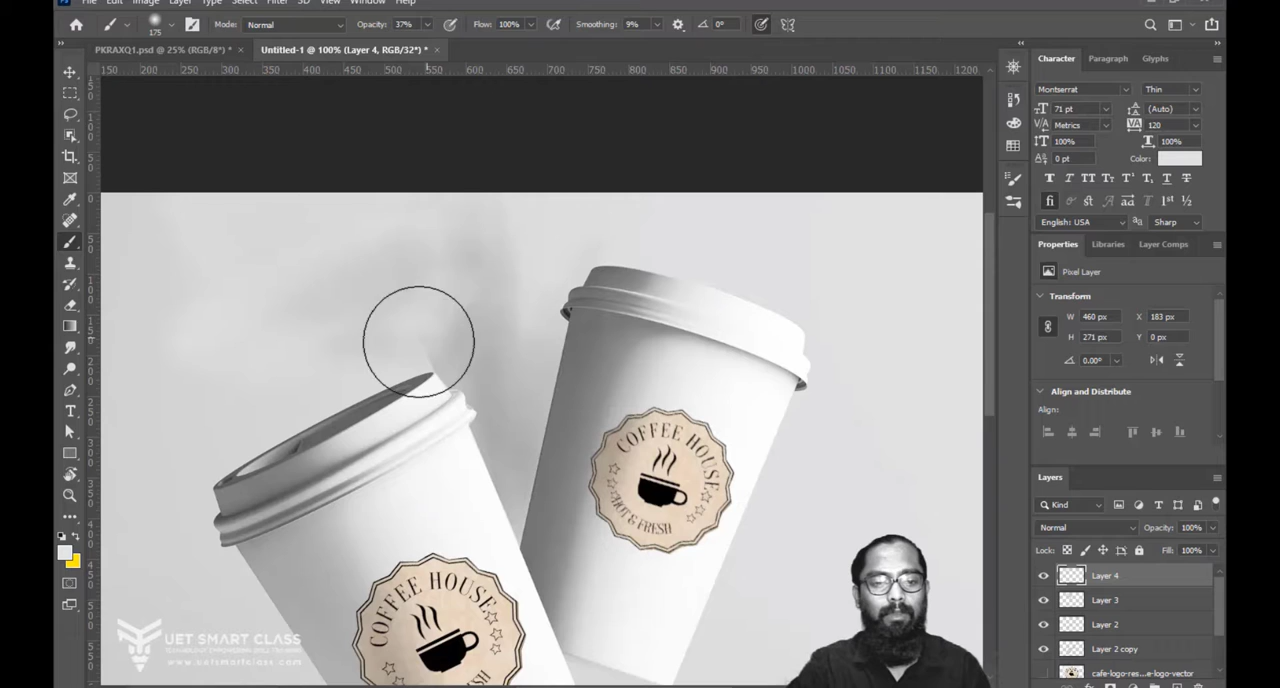 File Edit Image Layer Type Select Filter 3D View Window Help
Mode: Normal Opacity: 37% Flow: 100% Smoothing: 9% 0°
175
PKRAXQ1.psd @ 25% (RGB/8*) * × Untitled-1 @ 100% (Layer 4, RGB/32*) * ×
150 200 250 300 350 400 450 500 550 600 650 700 750 800 850 900 950 1000 1050 1100 1150 1200
Character Paragraph Glyphs
Montserrat Thin
71 pt (Auto)
Metrics 120
100% 100%
0 pt Color:
English: USA Sharp
Properties Libraries Layer Comps
Pixel Layer
Transform
W 460 px X 183 px
H 271 px Y 0 px
0.00°
Align and Distribute
Align:
Layers
Kind
Normal Opacity: 100%
Lock: Fill: 100%
Layer 4
Layer 3
Layer 2
Layer 2 copy
cafe-logo-res...e-logo-vector
COFFEE HOUSE
HOT & FRESH
COFFEE HOUSE
UET SMART CLASS
www.uetsmartclass.com